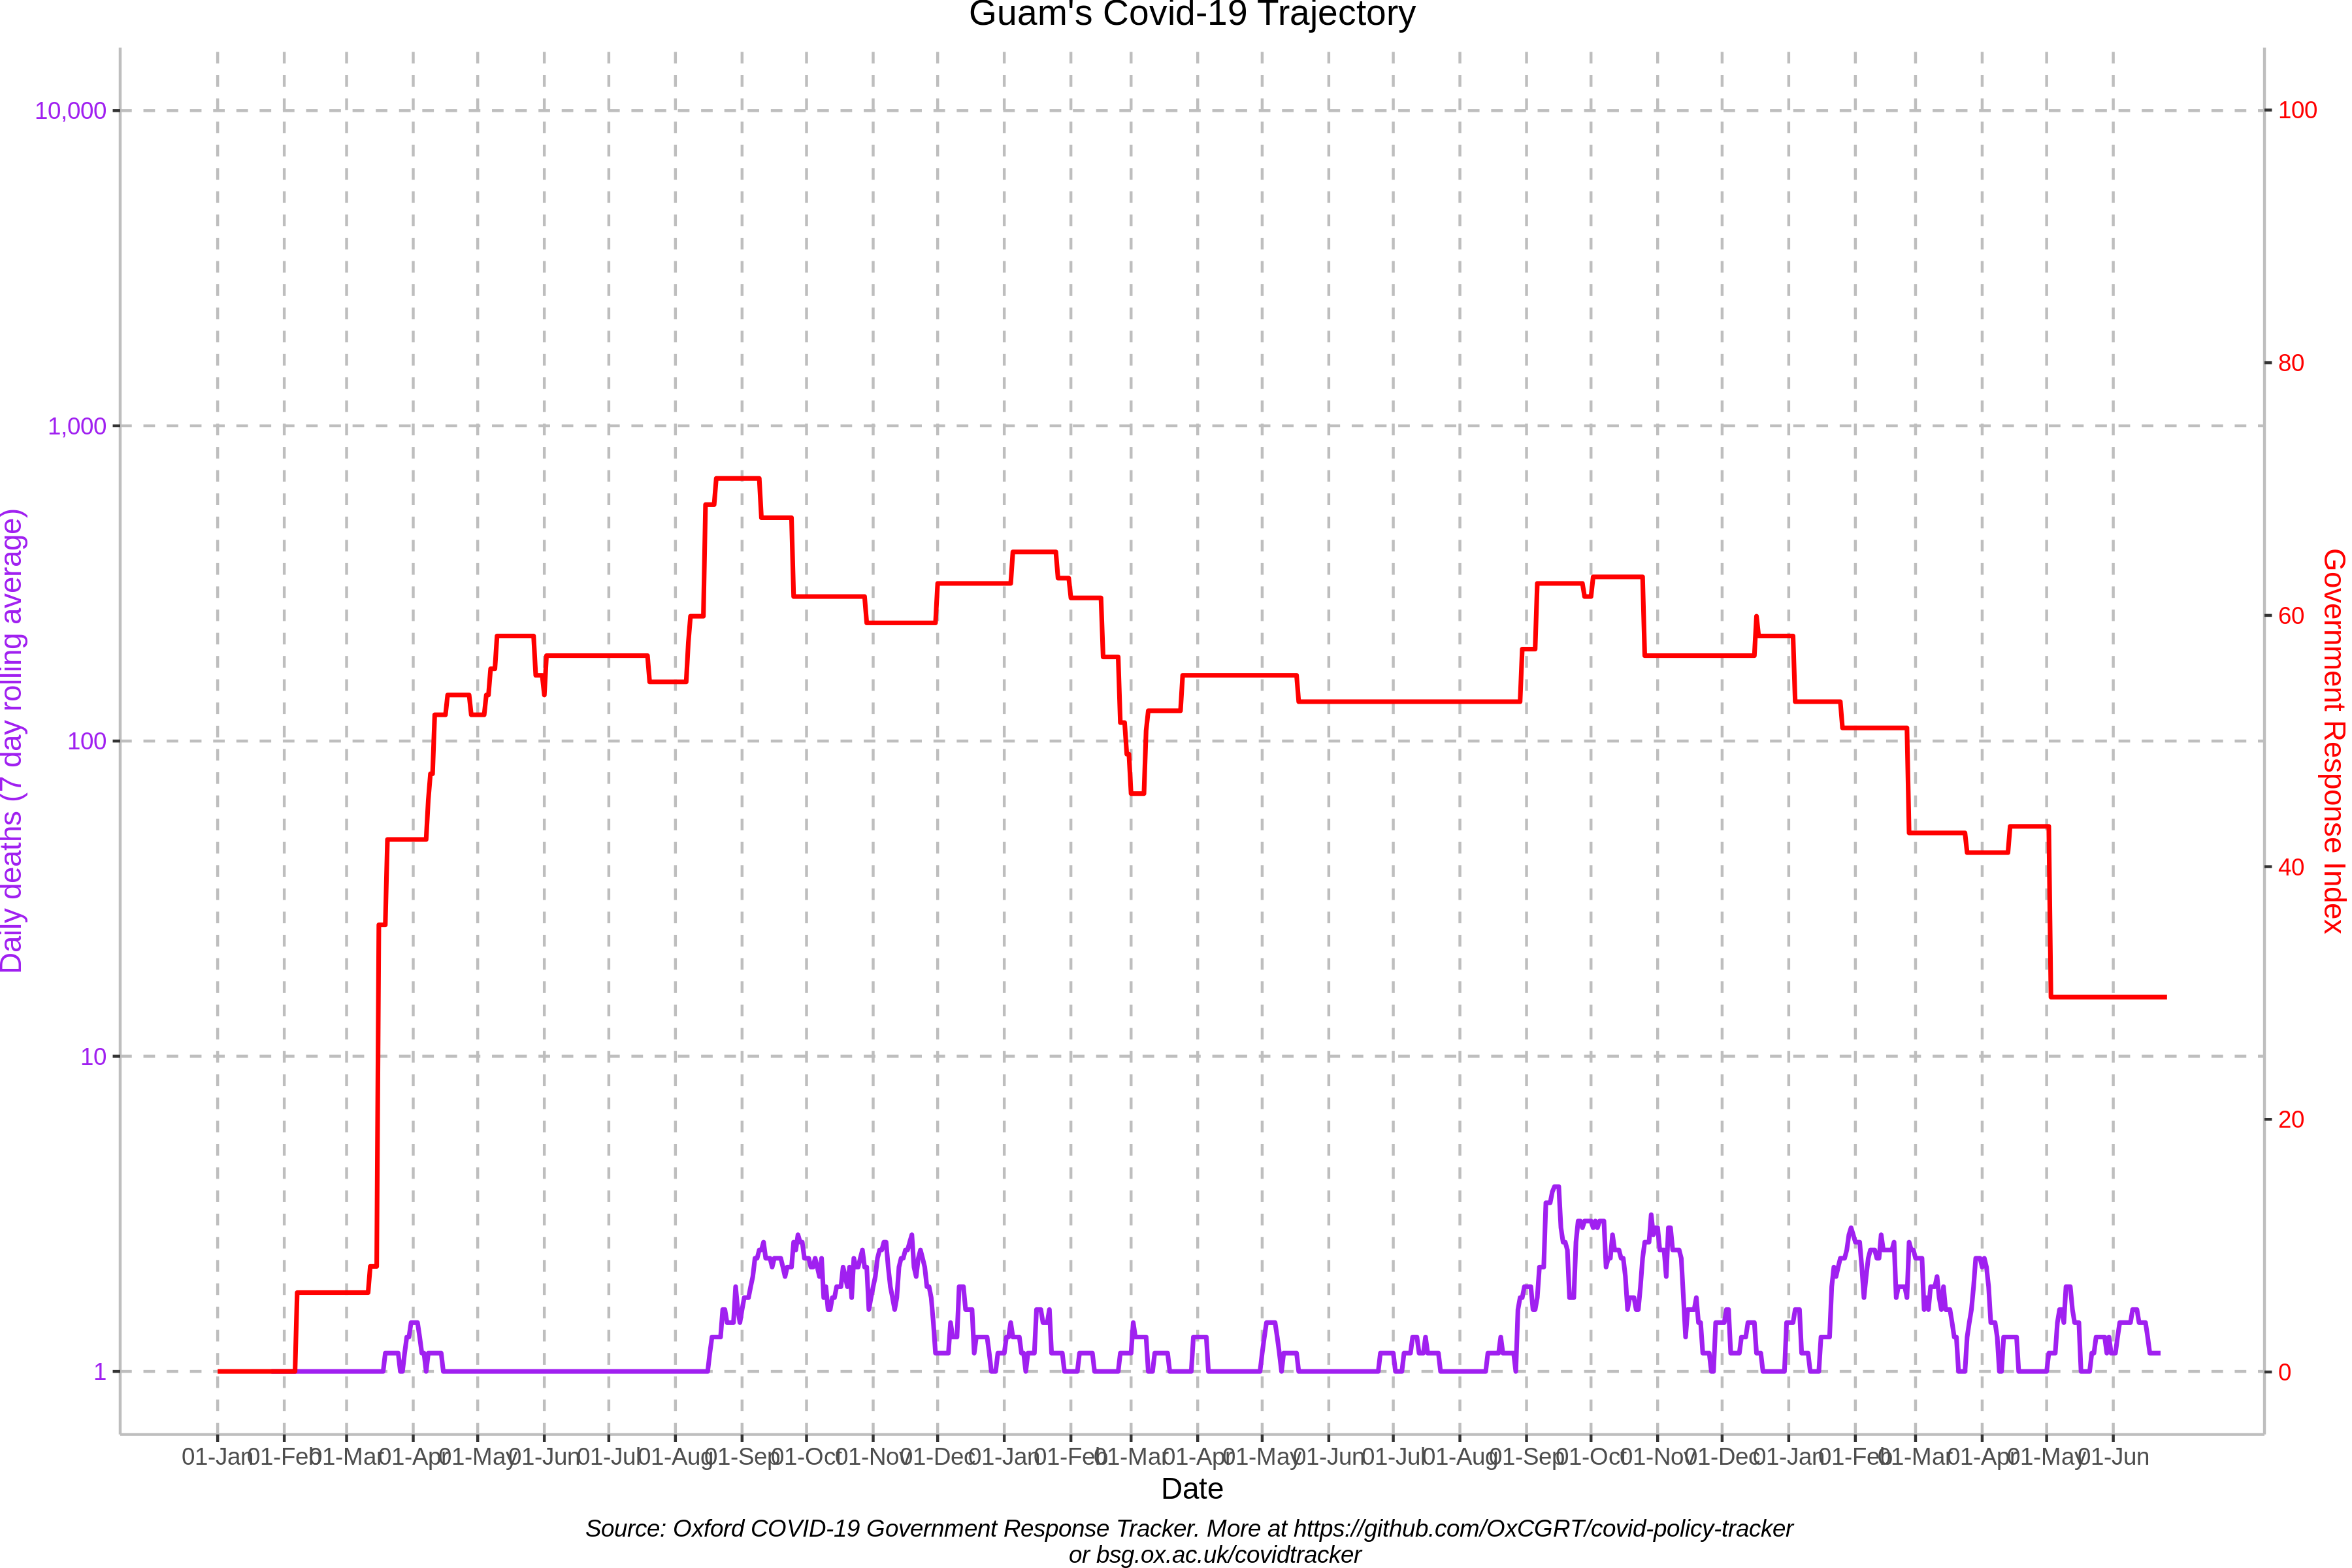 Guam's Covid-19 Trajectory
10,000
1,000
100
10
1
Daily deaths (7 day rolling average)
100
80
60
40
20
0
Government Response Index
01-Jan 01-Feb 01-Mar 01-Apr 01-May 01-Jun 01-Jul 01-Aug 01-Sep 01-Oct 01-Nov 01-Dec 01-Jan 01-Feb 01-Mar 01-Apr 01-May 01-Jun 01-Jul 01-Aug 01-Sep 01-Oct 01-Nov 01-Dec 01-Jan 01-Feb 01-Mar 01-Apr 01-May 01-Jun
Date
Source: Oxford COVID-19 Government Response Tracker. More at https://github.com/OxCGRT/covid-policy-tracker
or bsg.ox.ac.uk/covidtracker